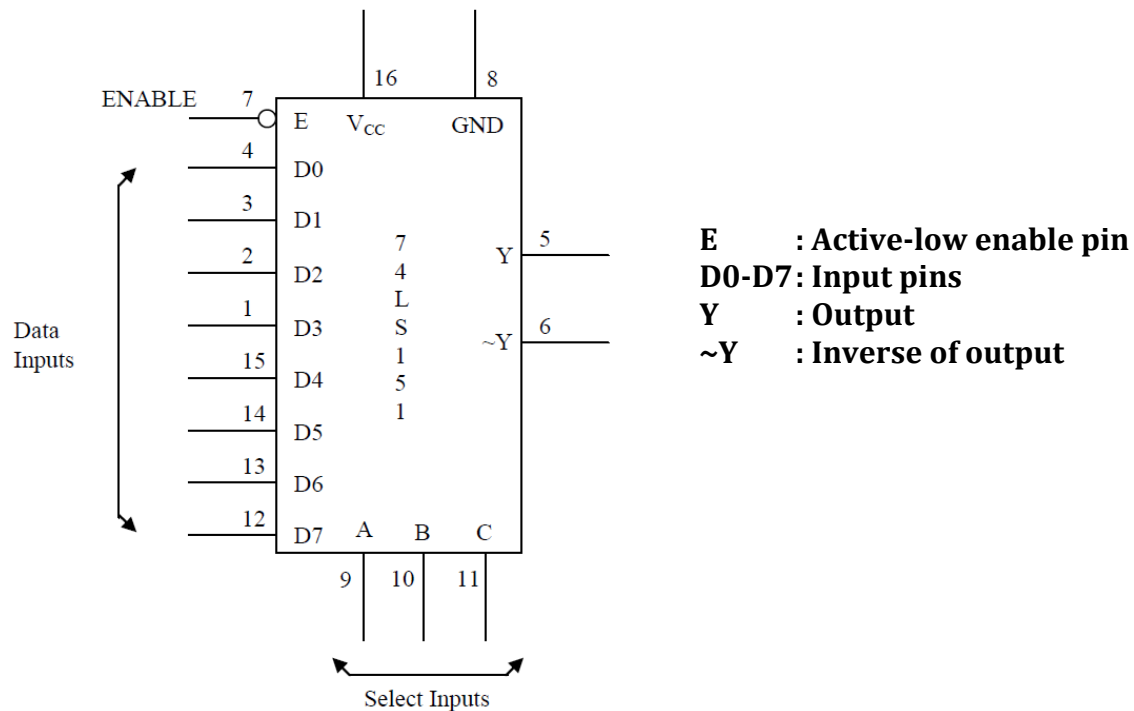 16 8
ENABLE 7
E V_CC GND
4
D0
3
D1
2
D2
1
D3
15
D4
14
D5
13
D6
12
D7
Data
Inputs
7
4
L
S
1
5
1
Y 5
~Y 6
A B C
9 10 11
Select Inputs
E : Active-low enable pin
D0-D7: Input pins
Y : Output
~Y : Inverse of output